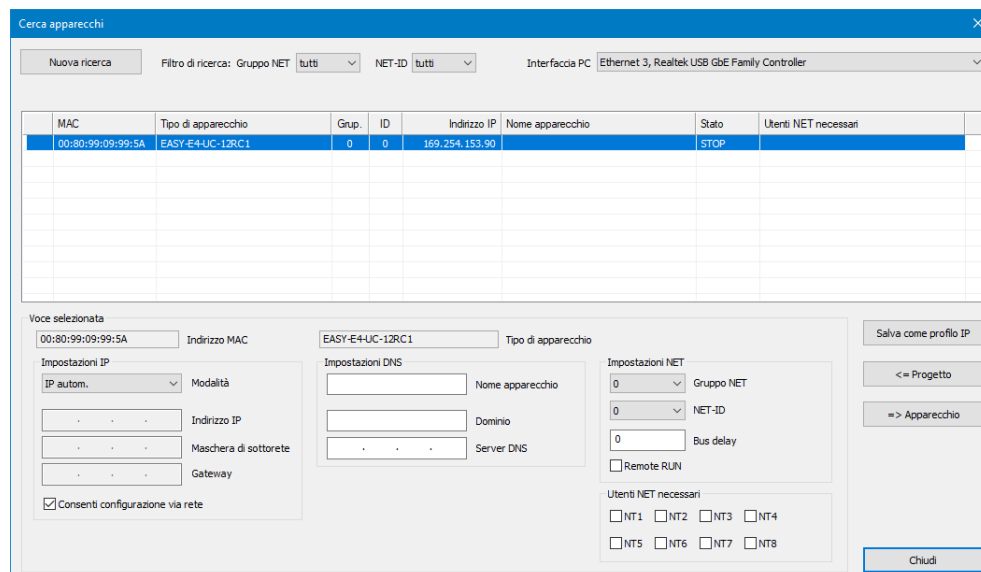 Cerca apparecchi
Nuova ricerca Filtro di ricerca: Gruppo NET tutti NET-ID tutti Interfaccia PC Ethernet 3, Realtek USB GbE Family Controller
MAC Tipo di apparecchio Grup. ID Indirizzo IP Nome apparecchio Stato Utenti NET necessari
00:80:99:09:99:5A EASY-E4-UC-12RC1 0 0 169.254.153.90 STOP
Voce selezionata
00:80:99:09:99:5A Indirizzo MAC EASY-E4-UC-12RC1 Tipo di apparecchio
Salva come profilo IP
Impostazioni IP
IP autom. Modalità
Indirizzo IP
Maschera di sottorete
Gateway
Consenti configurazione via rete
Impostazioni DNS
Nome apparecchio
Dominio
Server DNS
Impostazioni NET
0 Gruppo NET
0 NET-ID
0 Bus delay
Remote RUN
Utenti NET necessari
NT1 NT2 NT3 NT4
NT5 NT6 NT7 NT8
<= Progetto
=> Apparecchio
Chiudi